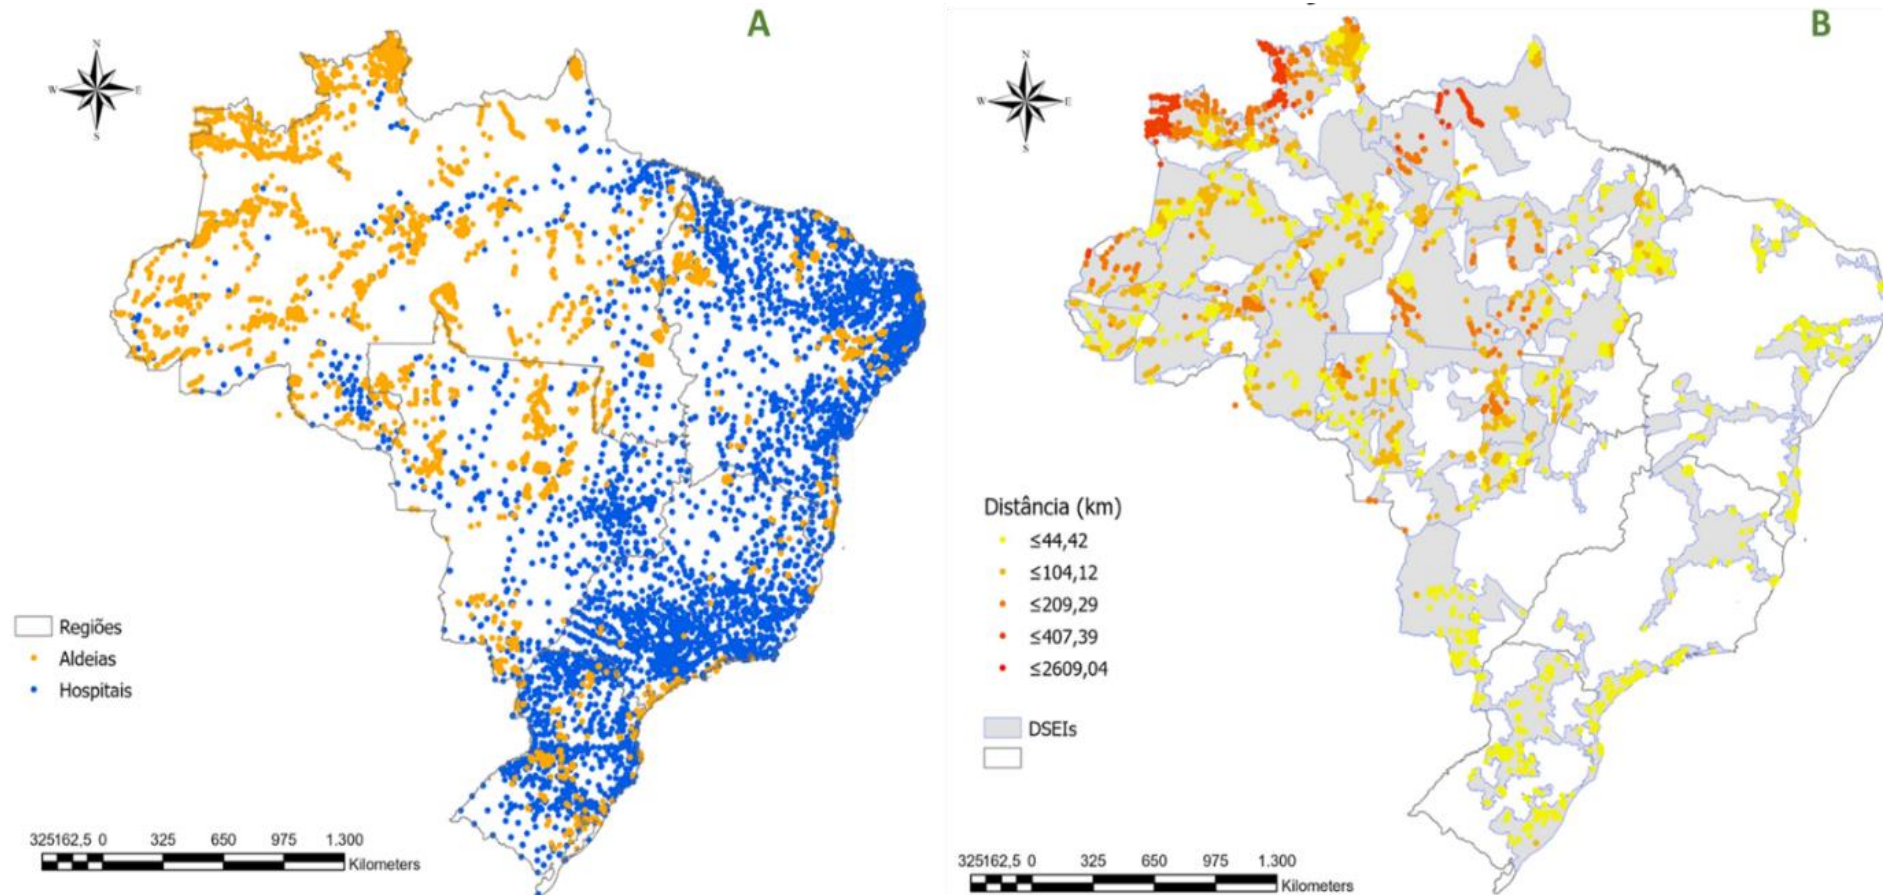 A
N
W E
S
Regiões
Aldeias
Hospitais
325162,5 0 325 650 975 1.300
Kilometers
B
N
W E
S
Distância (km)
≤44,42
≤104,12
≤209,29
≤407,39
≤2609,04
DSEIs
325162,5 0 325 650 975 1.300
Kilometers